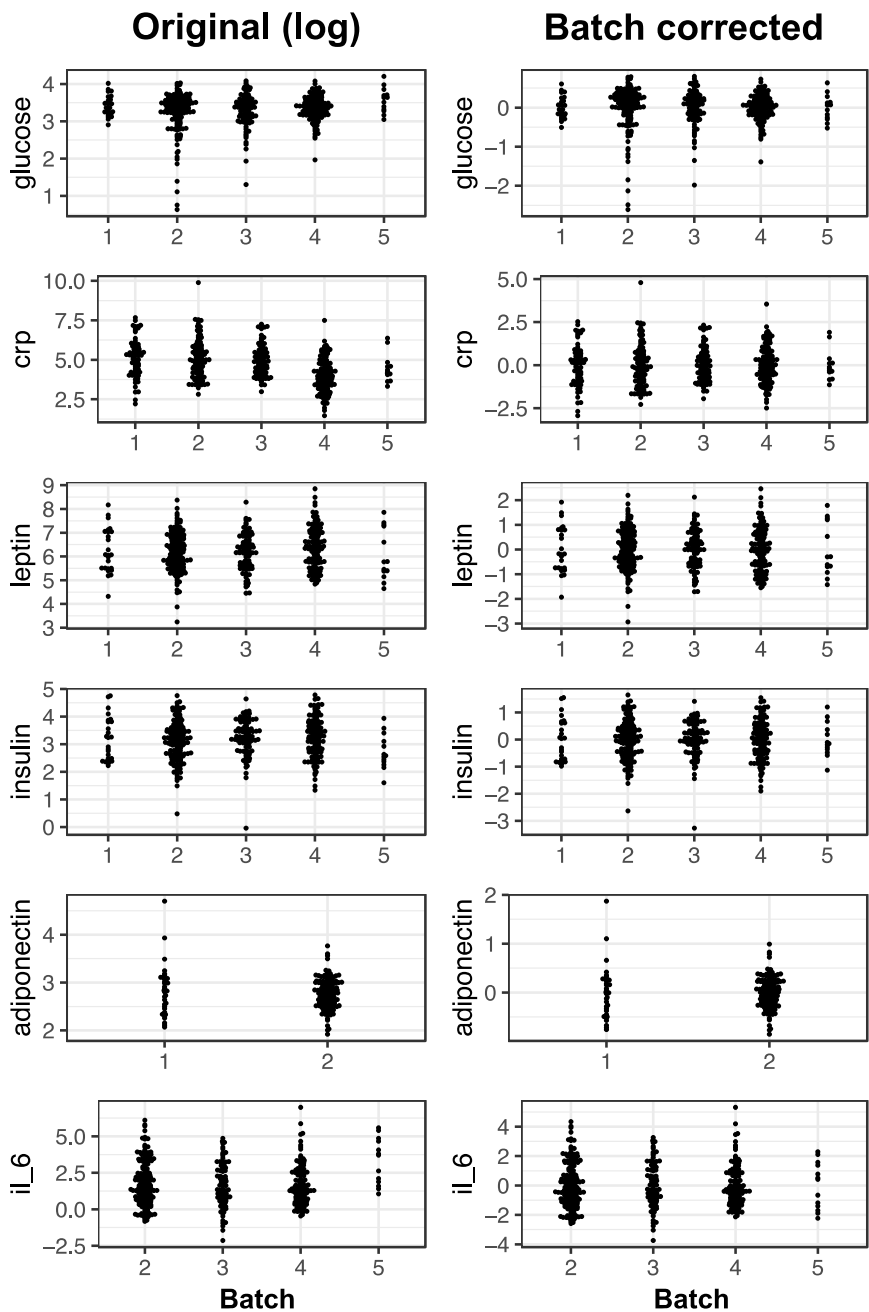 Original (log)
Batch corrected
glucose
4
3
2
1
1 2 3 4 5
glucose
0
−1
−2
1 2 3 4 5
crp
10.0
7.5
5.0
2.5
1 2 3 4 5
crp
5.0
2.5
0.0
−2.5
1 2 3 4 5
leptin
9
8
7
6
5
4
3
1 2 3 4 5
leptin
2
1
0
−1
−2
−3
1 2 3 4 5
insulin
5
4
3
2
1
0
1 2 3 4 5
insulin
1
0
−1
−2
−3
1 2 3 4 5
adiponectin
4
3
2
1 2
adiponectin
2
1
0
1 2
il_6
5.0
2.5
0.0
−2.5
2 3 4 5
Batch
il_6
4
2
0
−2
−4
2 3 4 5
Batch